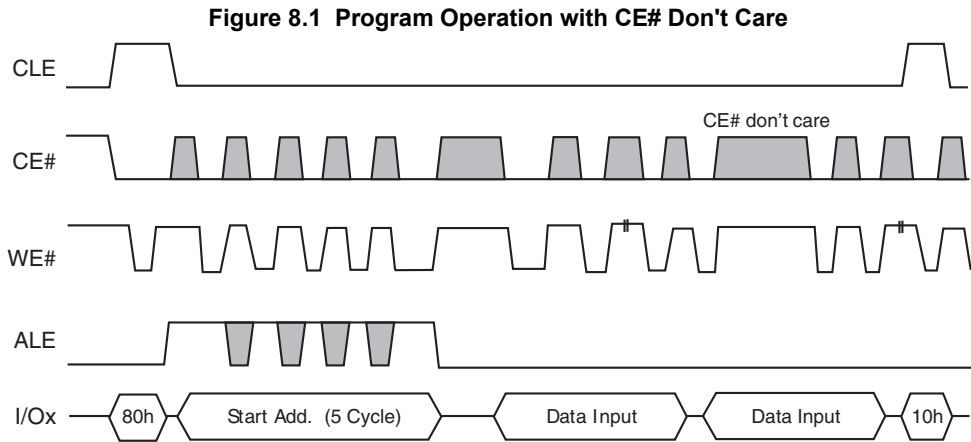 Figure 8.1 Program Operation with CE# Don't Care
CLE
CE# don't care
CE#
WE#
ALE
I/Ox
80h
Start Add. (5 Cycle)
Data Input
Data Input
10h